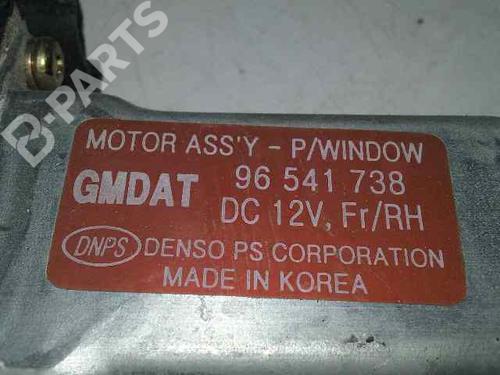 MOTOR ASS'Y - P/WINDOW
GMDAT 96 541 738
DC 12V, Fr/RH
DNPS DENSO PS CORPORATION
MADE IN KOREA
B-PARTS